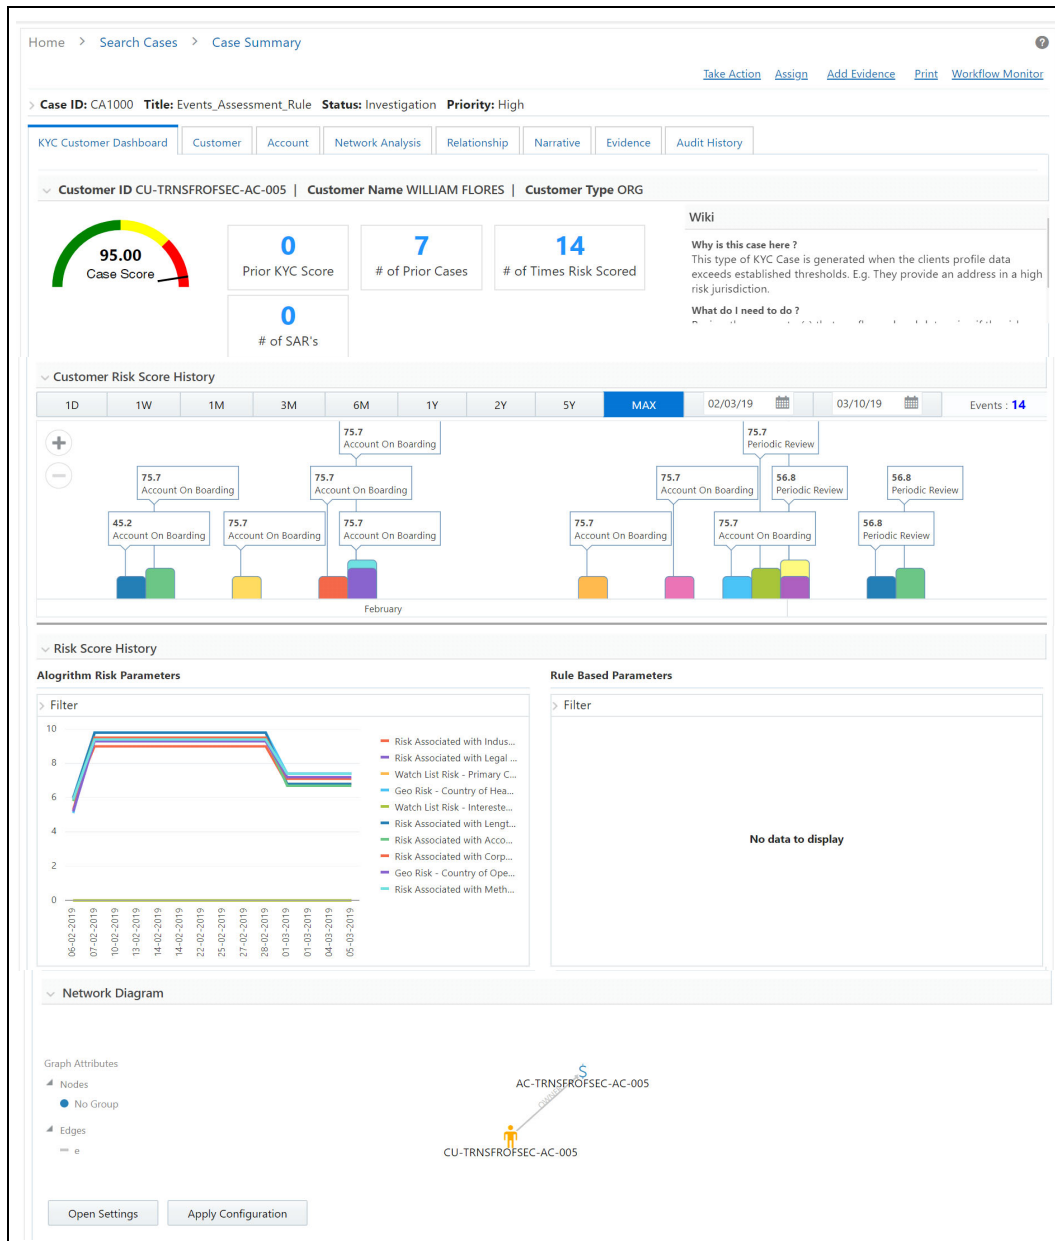 Home > Search Cases > Case Summary
Take Action Assign Add Evidence Print Workflow Monitor
Case ID: CA1000 Title: Events_Assessment_Rule Status: Investigation Priority: High
KYC Customer Dashboard Customer Account Network Analysis Relationship Narrative Evidence Audit History
Customer ID CU-TRNSFROFSEC-AC-005 | Customer Name WILLIAM FLORES | Customer Type ORG
95.00
Case Score
0
Prior KYC Score
7
# of Prior Cases
14
# of Times Risk Scored
0
# of SAR's
Wiki
Why is this case here ?
This type of KYC Case is generated when the clients profile data
exceeds established thresholds. E.g. They provide an address in a high
risk jurisdiction.
What do I need to do ?
Customer Risk Score History
1D 1W 1M 3M 6M 1Y 2Y 5Y MAX 02/03/19 03/10/19 Events : 14
75.7
Account On Boarding
75.7
Periodic Review
75.7
Account On Boarding
75.7
Account On Boarding
75.7
Account On Boarding
56.8
Periodic Review
56.8
Periodic Review
45.2
Account On Boarding
75.7
Account On Boarding
75.7
Account On Boarding
75.7
Account On Boarding
75.7
Account On Boarding
56.8
Periodic Review
February
Risk Score History
Alogrithm Risk Parameters
Filter
10
8
6
4
2
0
06-02-2019
07-02-2019
10-02-2019
13-02-2019
14-02-2019
14-02-2019
22-02-2019
25-02-2019
27-02-2019
28-02-2019
01-03-2019
01-03-2019
04-03-2019
05-03-2019
Risk Associated with Indus...
Risk Associated with Legal ...
Watch List Risk - Primary C...
Geo Risk - Country of Hea...
Watch List Risk - Intereste...
Risk Associated with Lengt...
Risk Associated with Acco...
Risk Associated with Corp...
Geo Risk - Country of Ope...
Risk Associated with Meth...
Rule Based Parameters
Filter
No data to display
Network Diagram
Graph Attributes
Nodes
No Group
Edges
e
AC-TRNSFROFSEC-AC-005
CU-TRNSFROFSEC-AC-005
Open Settings Apply Configuration